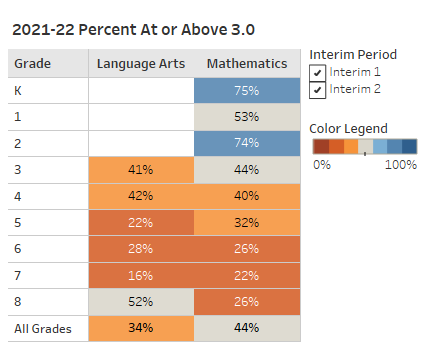 2021-22 Percent At or Above 3.0
Grade Language Arts Mathematics
K 75%
1 53%
2 74%
3 41% 44%
4 42% 40%
5 22% 32%
6 28% 26%
7 16% 22%
8 52% 26%
All Grades 34% 44%
Interim Period
Interim 1
Interim 2
Color Legend
0% 100%